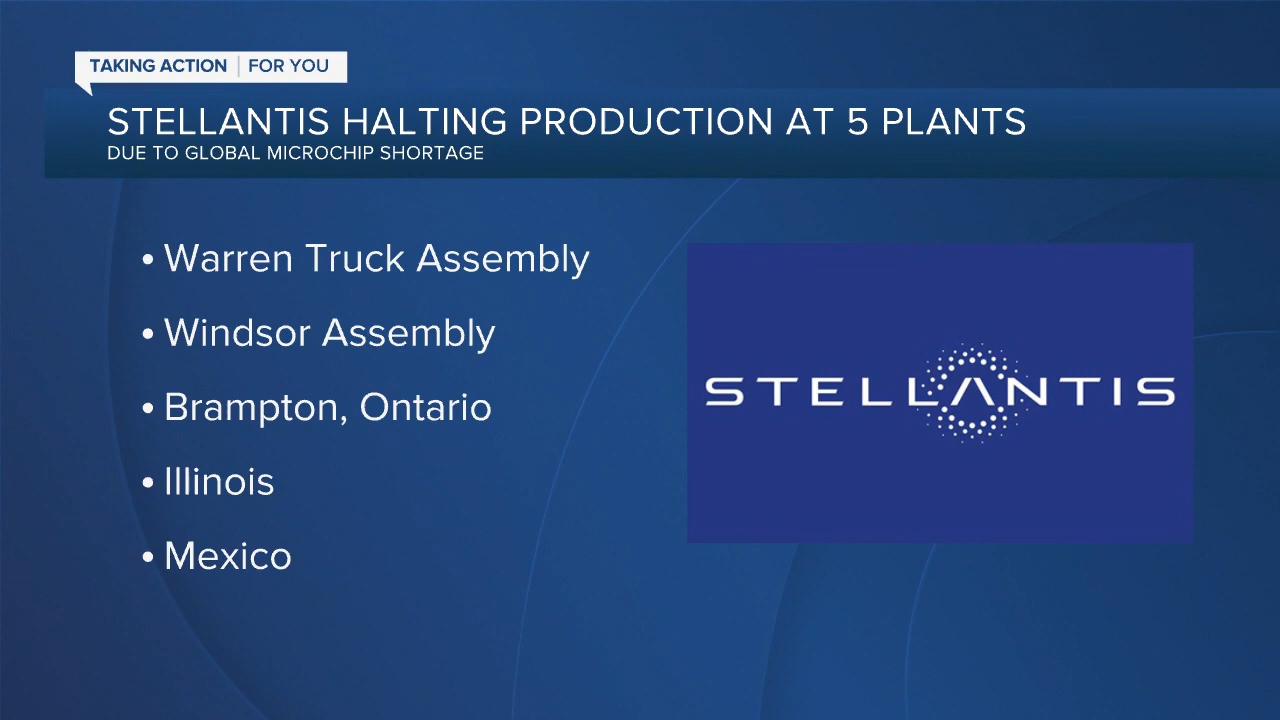 TAKING ACTION | FOR YOU
STELLANTIS HALTING PRODUCTION AT 5 PLANTS
DUE TO GLOBAL MICROCHIP SHORTAGE
• Warren Truck Assembly
• Windsor Assembly
• Brampton, Ontario
• Illinois
• Mexico
STELLANTIS